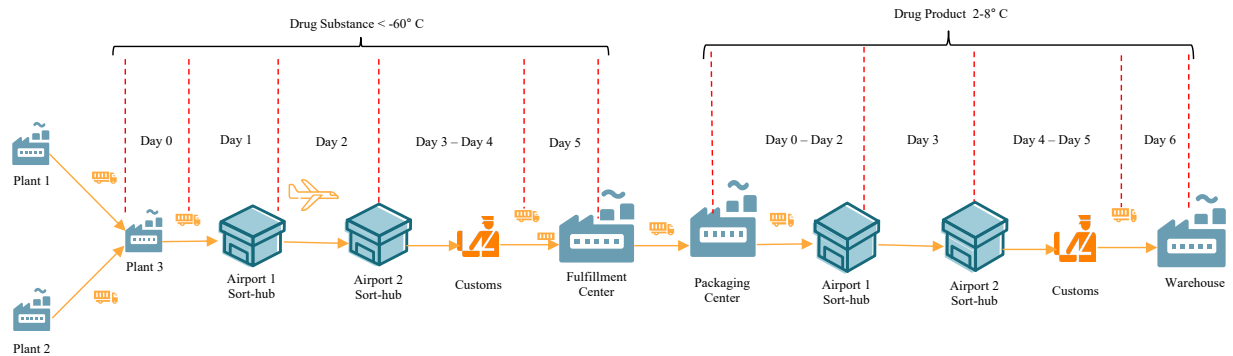 Drug Substance < -60° C
Drug Product 2-8° C
Day 0
Day 1
Day 2
Day 3 – Day 4
Day 5
Day 0 – Day 2
Day 3
Day 4 – Day 5
Day 6
Plant 1
Plant 2
Plant 3
Airport 1
Sort-hub
Airport 2
Sort-hub
Customs
Fulfillment
Center
Packaging
Center
Airport 1
Sort-hub
Airport 2
Sort-hub
Customs
Warehouse